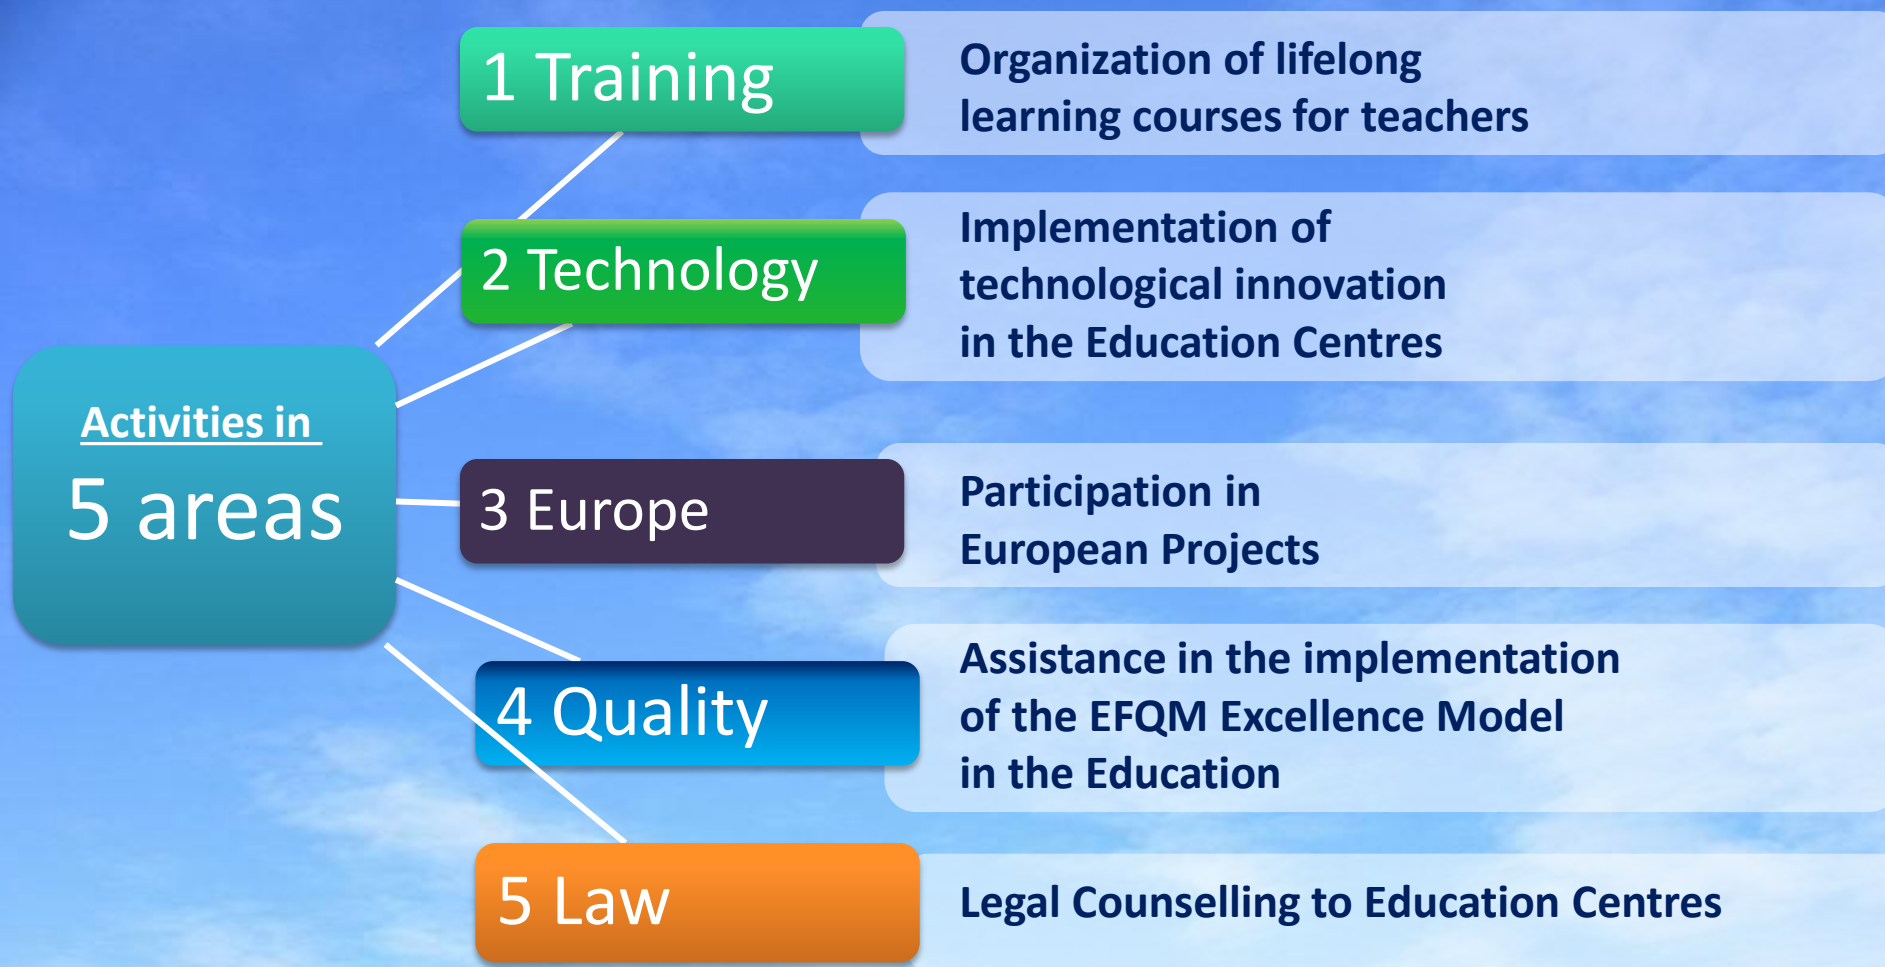 1 Training
Organization of lifelong
learning courses for teachers
2 Technology
Implementation of
technological innovation
in the Education Centres
Activities in
5 areas
3 Europe
Participation in
European Projects
4 Quality
Assistance in the implementation
of the EFQM Excellence Model
in the Education
5 Law
Legal Counselling to Education Centres